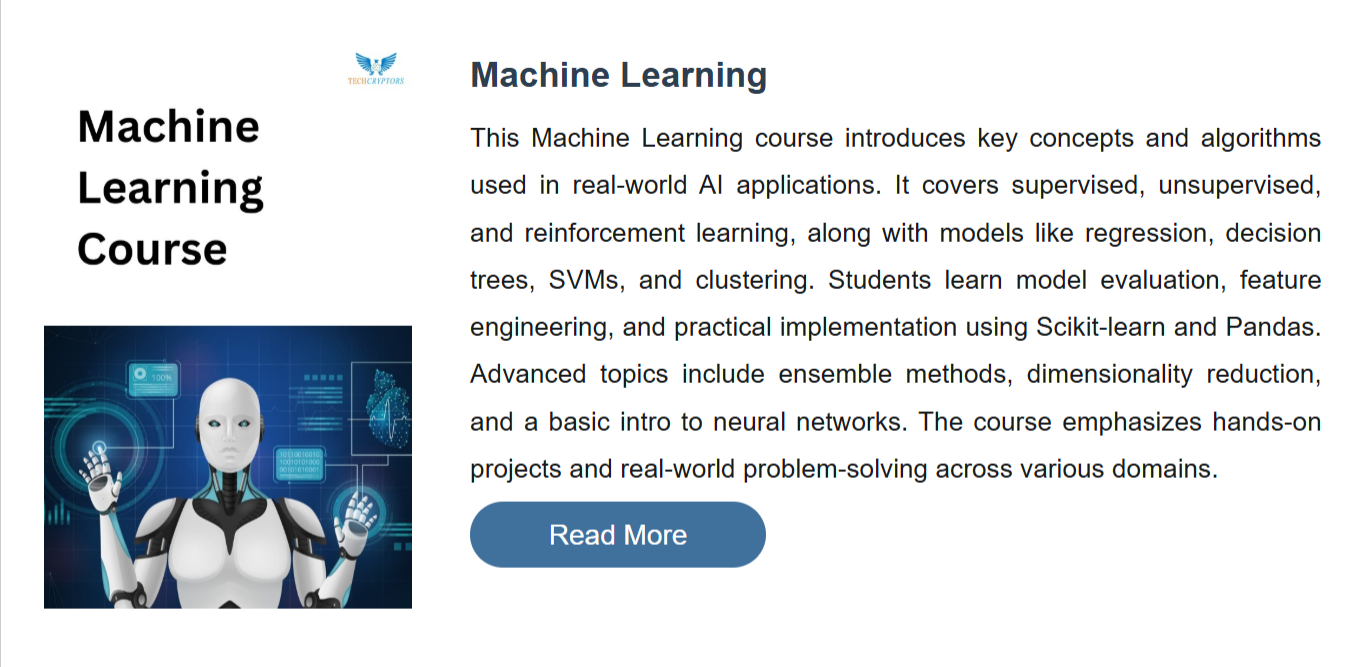 TECHCRYPTORS
Machine
Learning
Course
100%
Machine Learning
This Machine Learning course introduces key concepts and algorithms
used in real-world AI applications. It covers supervised, unsupervised,
and reinforcement learning, along with models like regression, decision
trees, SVMs, and clustering. Students learn model evaluation, feature
engineering, and practical implementation using Scikit-learn and Pandas.
Advanced topics include ensemble methods, dimensionality reduction,
and a basic intro to neural networks. The course emphasizes hands-on
projects and real-world problem-solving across various domains.
Read More